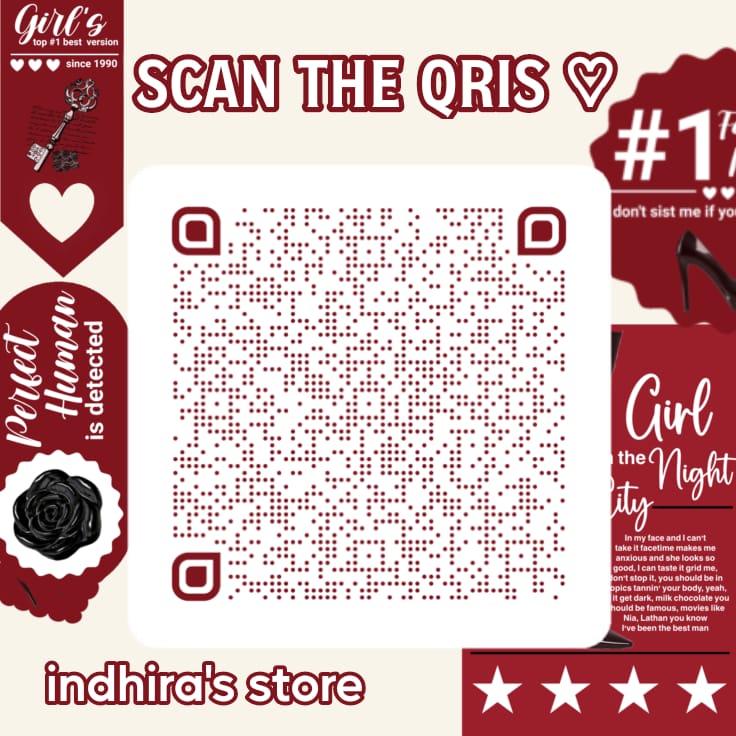 Girl's
top #1 best version
since 1990
SCAN THE QRIS ♡
#1
don't sist me if
Perfect
Human
is detected
Girl
the Night
City
In my face and I can't
take it facetime makes me
anxious and she looks so
good, I can taste it grid me,
don't stop it, you should be in
opics tannin' your body, yeah,
it get dark, milk chocolate you
hould be famous, movies like
Nia, Lathan you know
I've been the best man
indhira's store